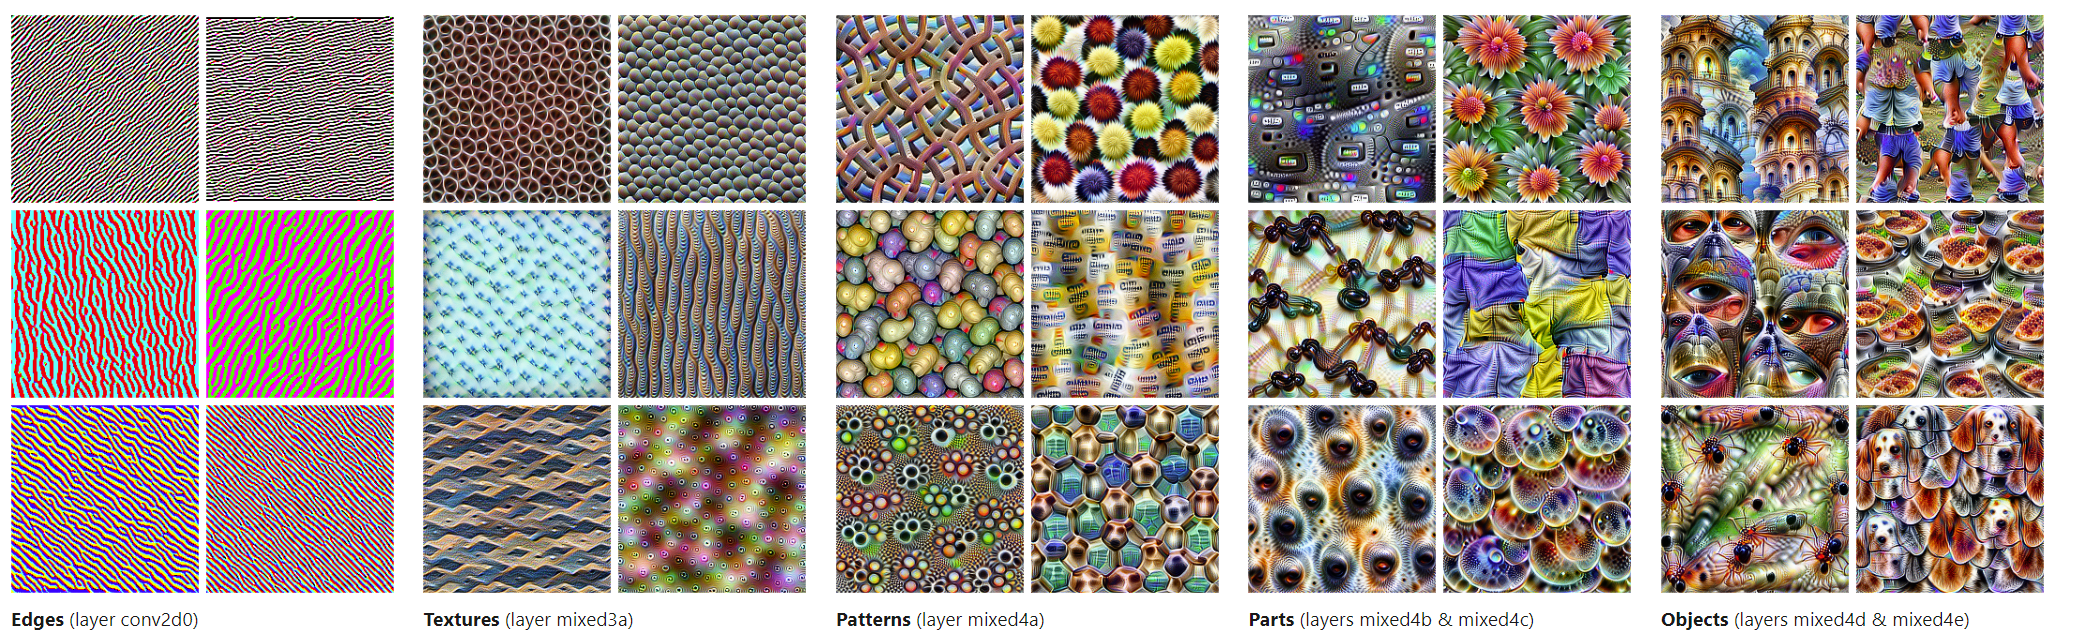 Edges (layer conv2d0)
Textures (layer mixed3a)
Patterns (layer mixed4a)
Parts (layers mixed4b & mixed4c)
Objects (layers mixed4d & mixed4e)